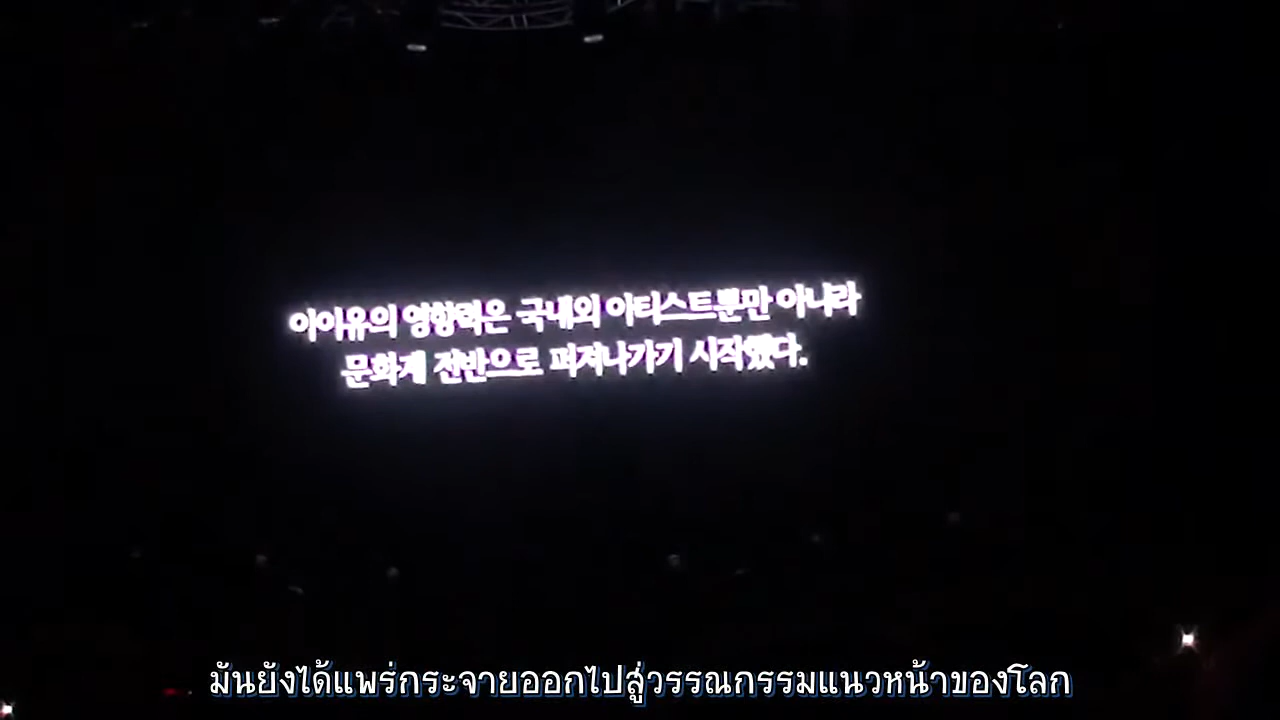 아이유의 영향력은 국내외 아티스트뿐만 아니라
문화계 전반으로 퍼져나가기 시작했다.
มันยังได้แพร่กระจายออกไปสู่วรรณกรรมแนวหน้าของโลก